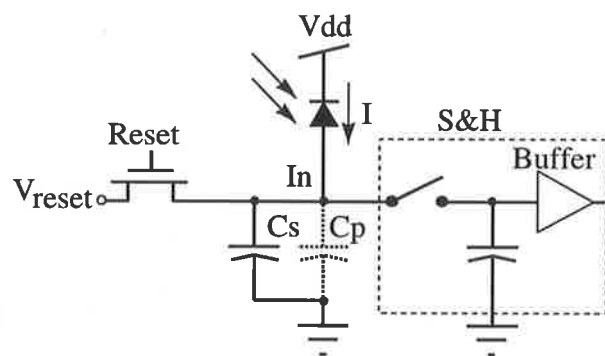 Vdd
I
S&H
Reset
Buffer
In
Vreset
Cs
Cp